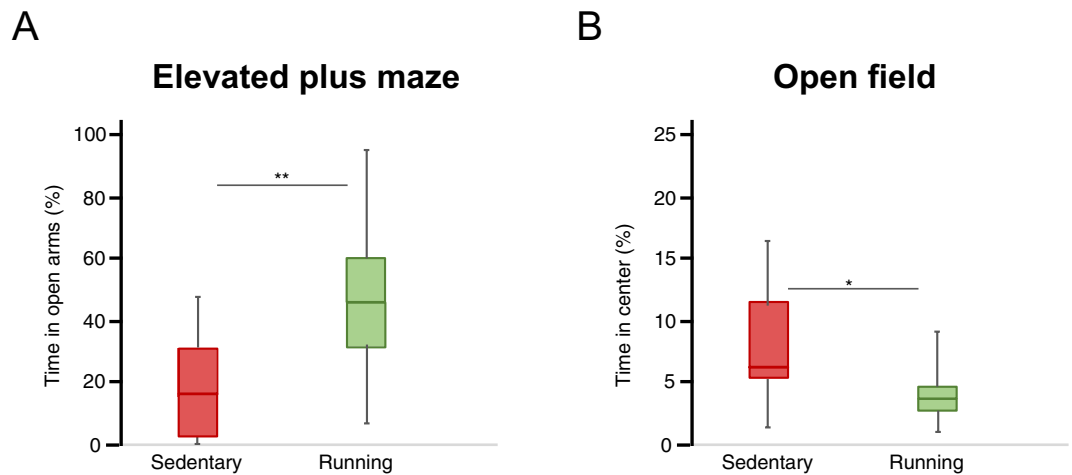 A
Elevated plus maze
Time in open arms (%)
100
80
60
40
20
0
**
Sedentary
Running
B
Open field
Time in center (%)
25
20
15
10
5
0
*
Sedentary
Running